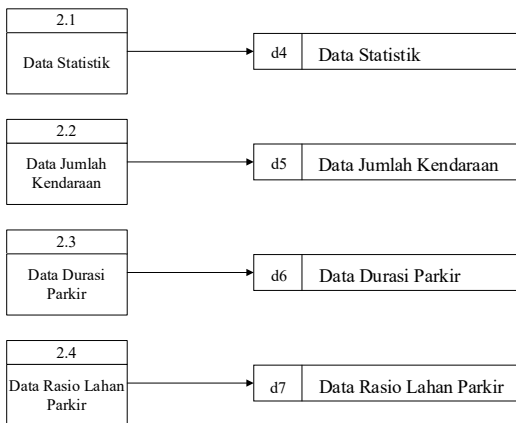 2.1
Data Statistik
d4 Data Statistik
2.2
Data Jumlah
Kendaraan
d5 Data Jumlah Kendaraan
2.3
Data Durasi
Parkir
d6 Data Durasi Parkir
2.4
Data Rasio Lahan
Parkir
d7 Data Rasio Lahan Parkir